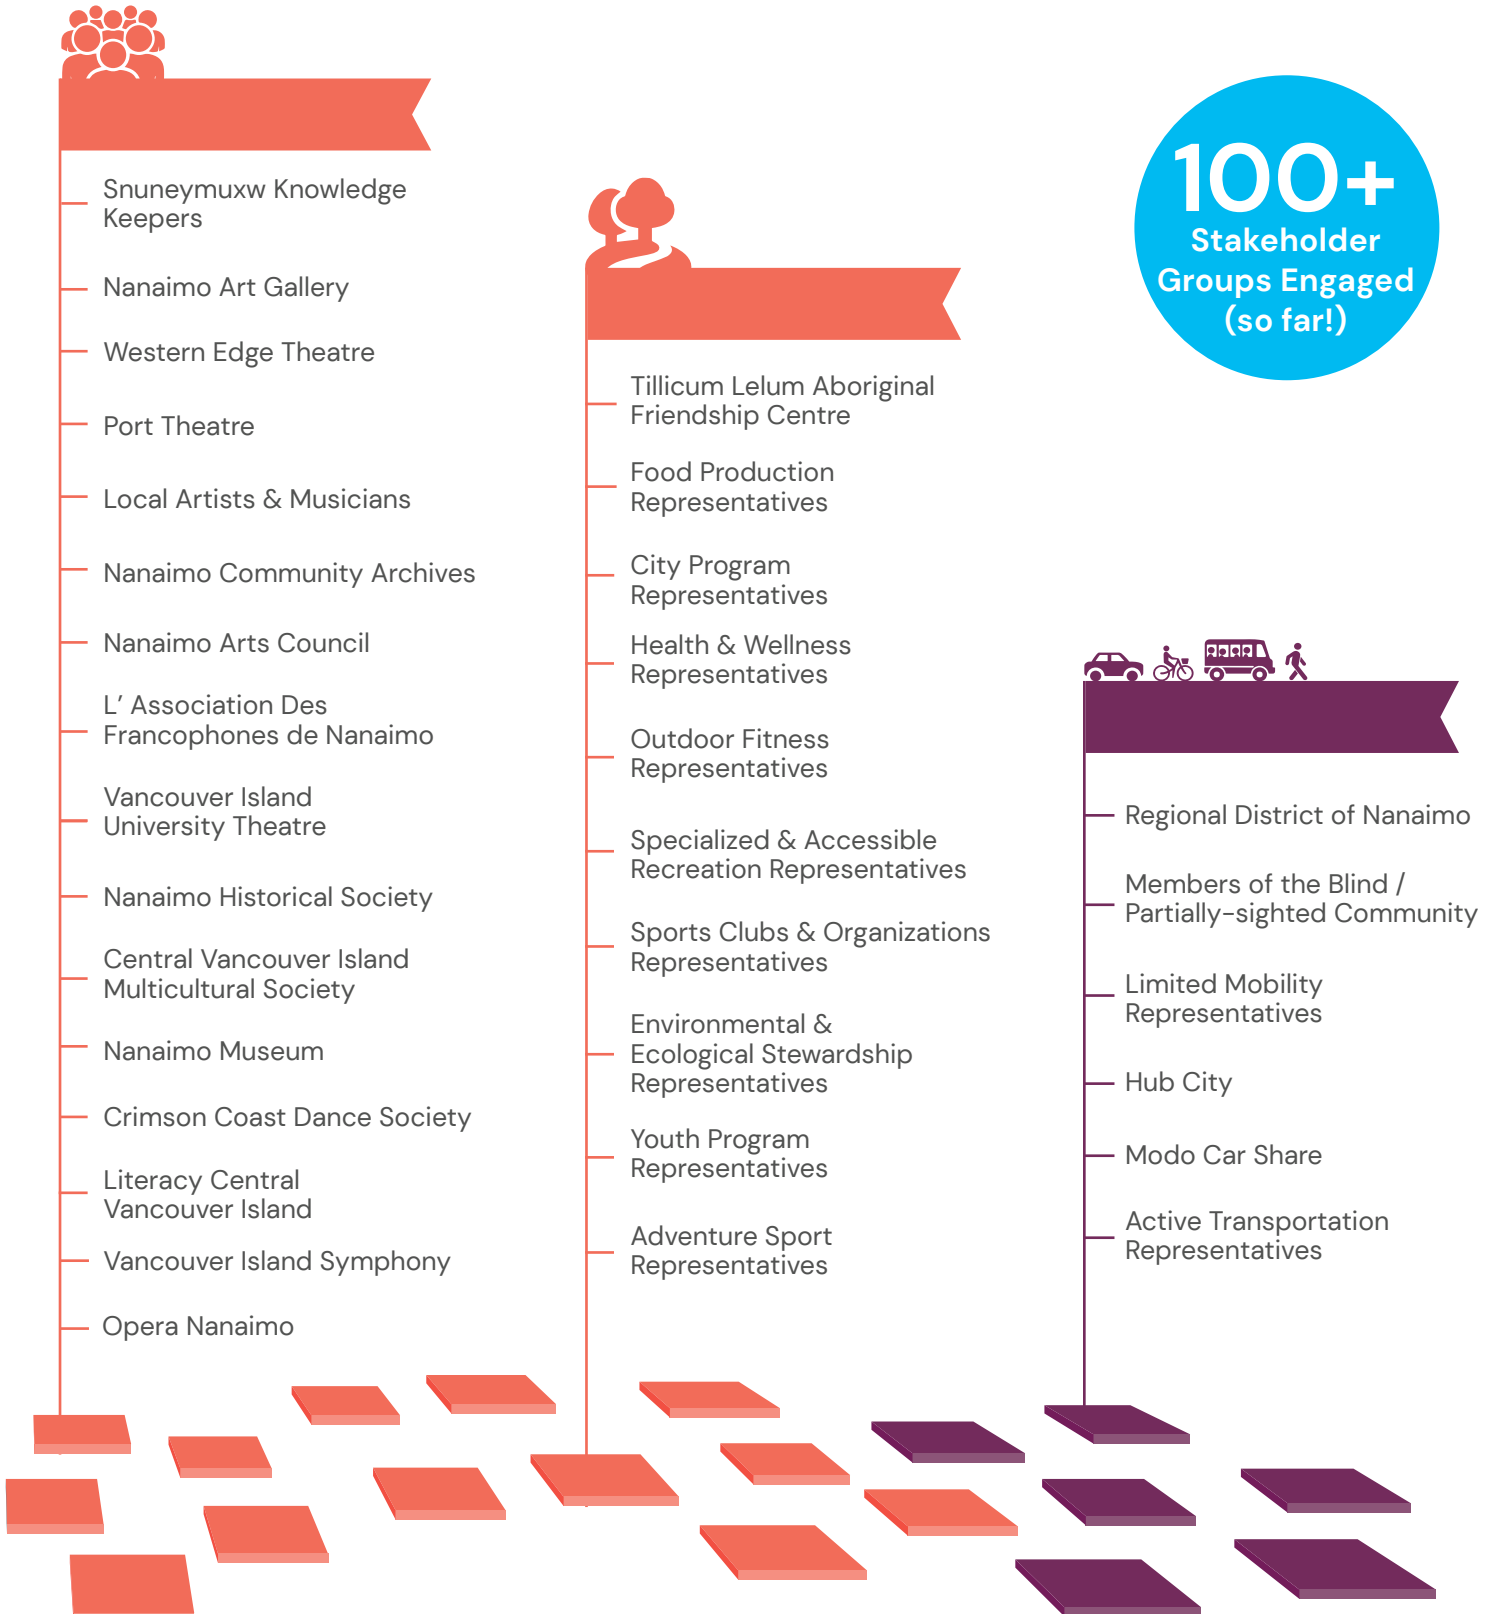 Snuneymuxw Knowledge
Keepers
Nanaimo Art Gallery
Western Edge Theatre
Port Theatre
Local Artists & Musicians
Nanaimo Community Archives
Nanaimo Arts Council
L’ Association Des
Francophones de Nanaimo
Vancouver Island
University Theatre
Nanaimo Historical Society
Central Vancouver Island
Multicultural Society
Nanaimo Museum
Crimson Coast Dance Society
Literacy Central
Vancouver Island
Vancouver Island Symphony
Opera Nanaimo
Tillicum Lelum Aboriginal
Friendship Centre
Food Production
Representatives
City Program
Representatives
Health & Wellness
Representatives
Outdoor Fitness
Representatives
Specialized & Accessible
Recreation Representatives
Sports Clubs & Organizations
Representatives
Environmental &
Ecological Stewardship
Representatives
Youth Program
Representatives
Adventure Sport
Representatives
100+
Stakeholder
Groups Engaged
(so far!)
Regional District of Nanaimo
Members of the Blind /
Partially-sighted Community
Limited Mobility
Representatives
Hub City
Modo Car Share
Active Transportation
Representatives